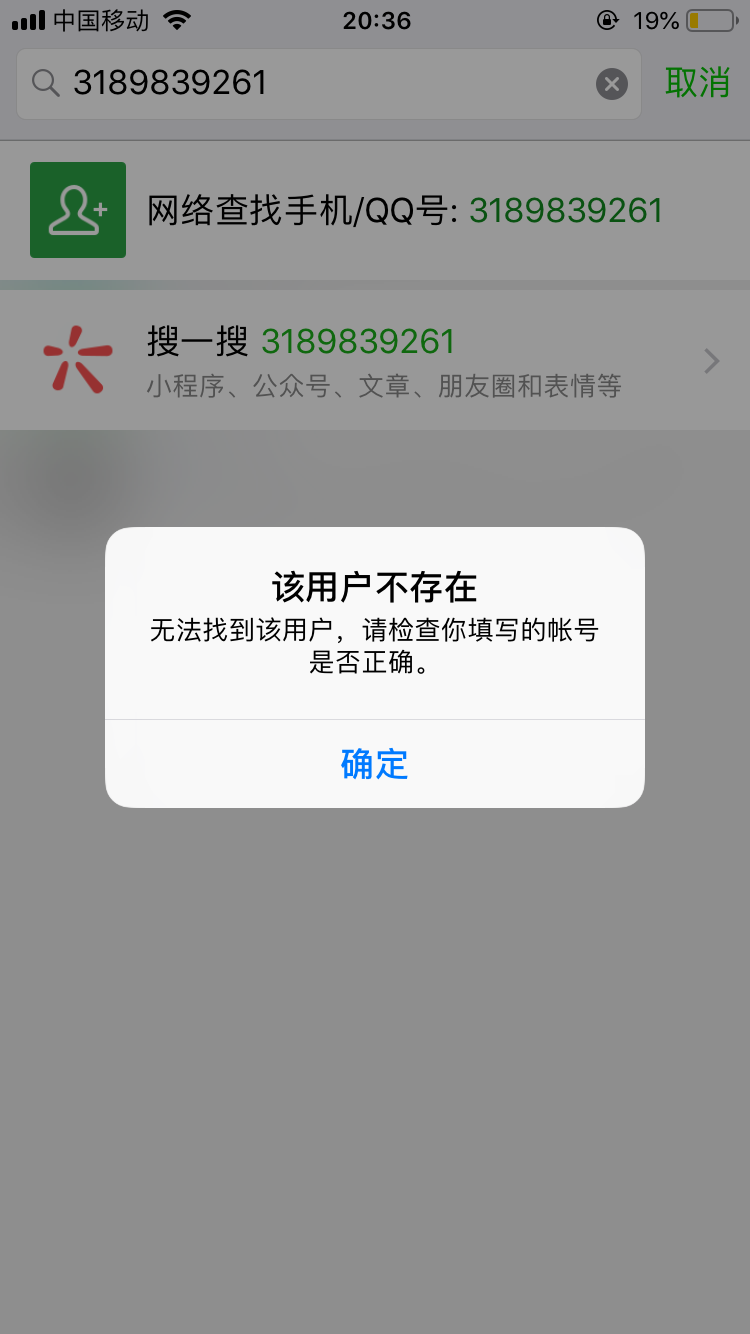 中国移动 20:36 19%
3189839261 取消
网络查找手机/QQ号: 3189839261
搜一搜 3189839261
小程序、公众号、文章、朋友圈和表情等
该用户不存在
无法找到该用户，请检查你填写的帐号
是否正确。
确定